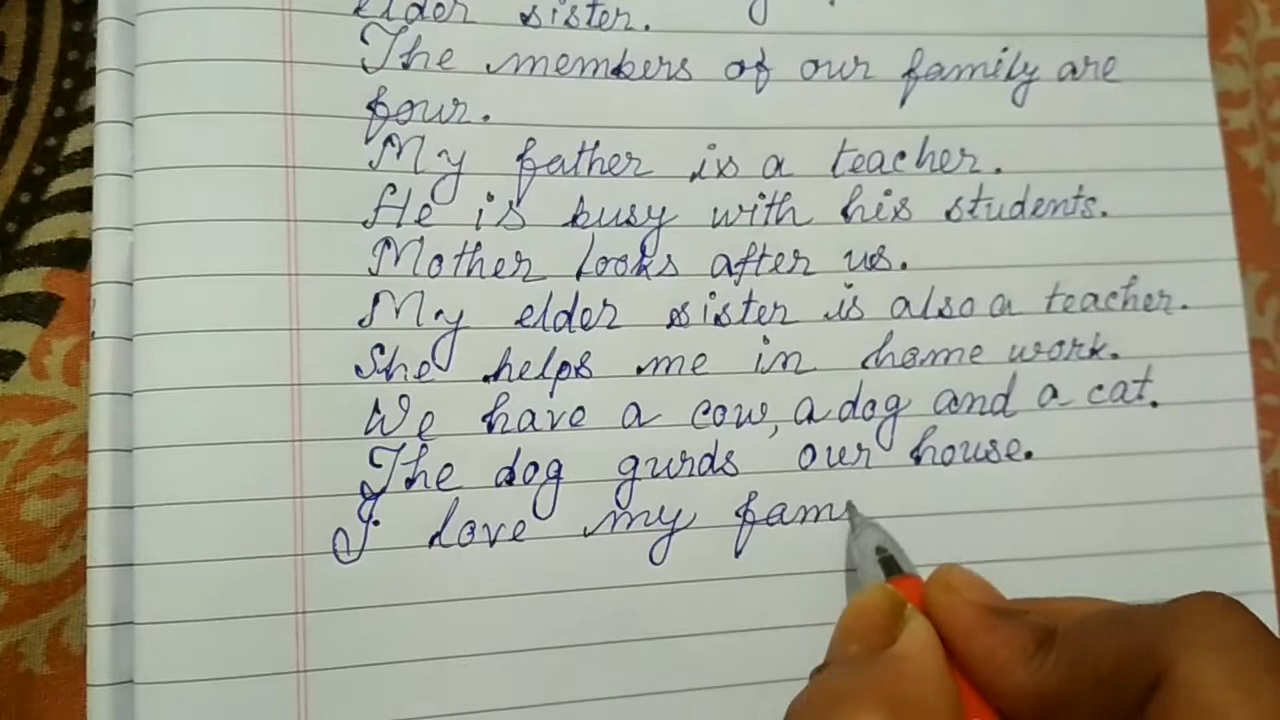 elder sister.
The members of our family are
four.
My father is a teacher.
He is busy with his students.
Mother looks after us.
My elder sister is also a teacher.
She helps me in home work.
We have a cow, a dog and a cat.
The dog gurds our house.
I love my fam